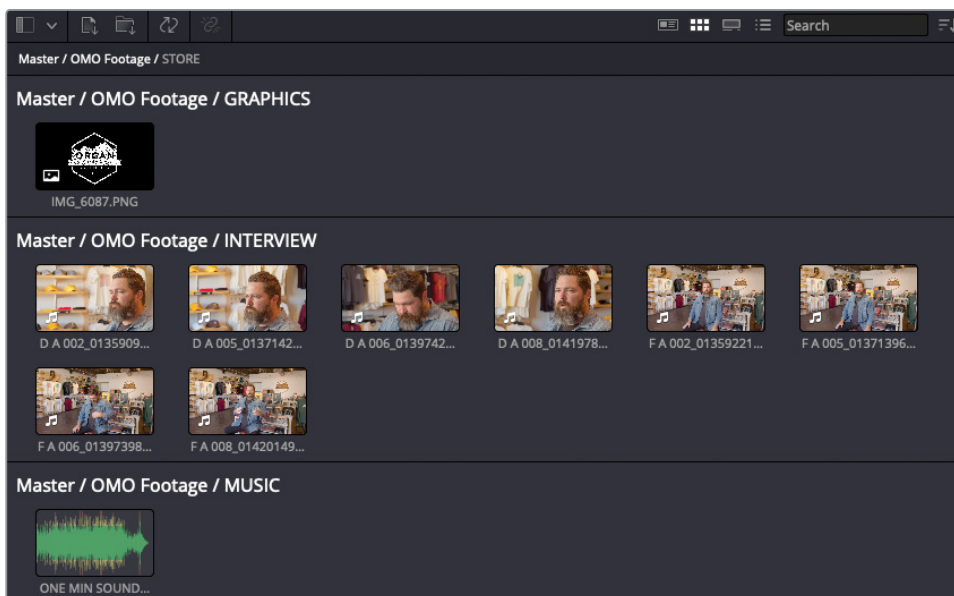 Search
Master / OMO Footage / STORE
Master / OMO Footage / GRAPHICS
ORGAN
IMG_6087.PNG
Master / OMO Footage / INTERVIEW
D A 002_0135909...
D A 005_0137142...
D A 006_0139742...
D A 008_0141978...
F A 002_01359221...
F A 005_01371396...
F A 006_01397398...
F A 008_01420149...
Master / OMO Footage / MUSIC
ONE MIN SOUND...